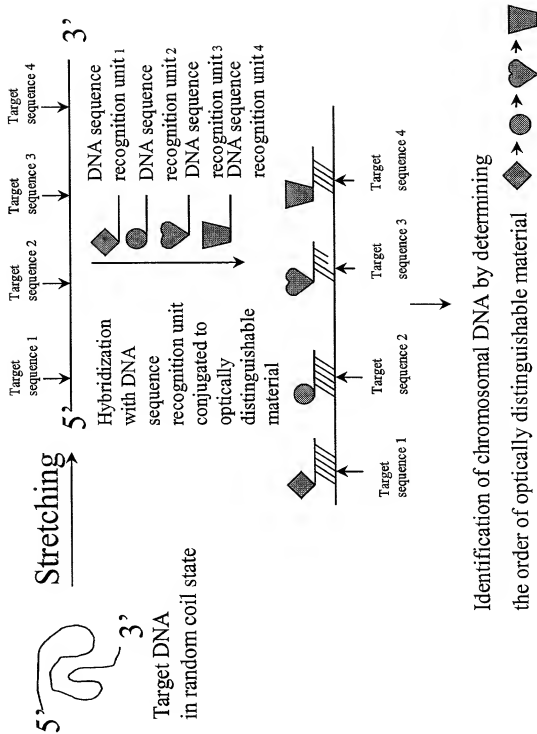 5'
3'
Target DNA
in random coil state
Stretching
Target
sequence 1
Target
sequence 2
Target
sequence 3
Target
sequence 4
5'
3'
Hybridization
with DNA
sequence
recognition unit
conjugated to
optically
distinguishable
material
DNA sequence
recognition unit 1
DNA sequence
recognition unit 2
DNA sequence
recognition unit 3
DNA sequence
recognition unit 4
Target
sequence 1
Target
sequence 2
Target
sequence 3
Target
sequence 4
Identification of chromosomal DNA by determining
the order of optically distinguishable material